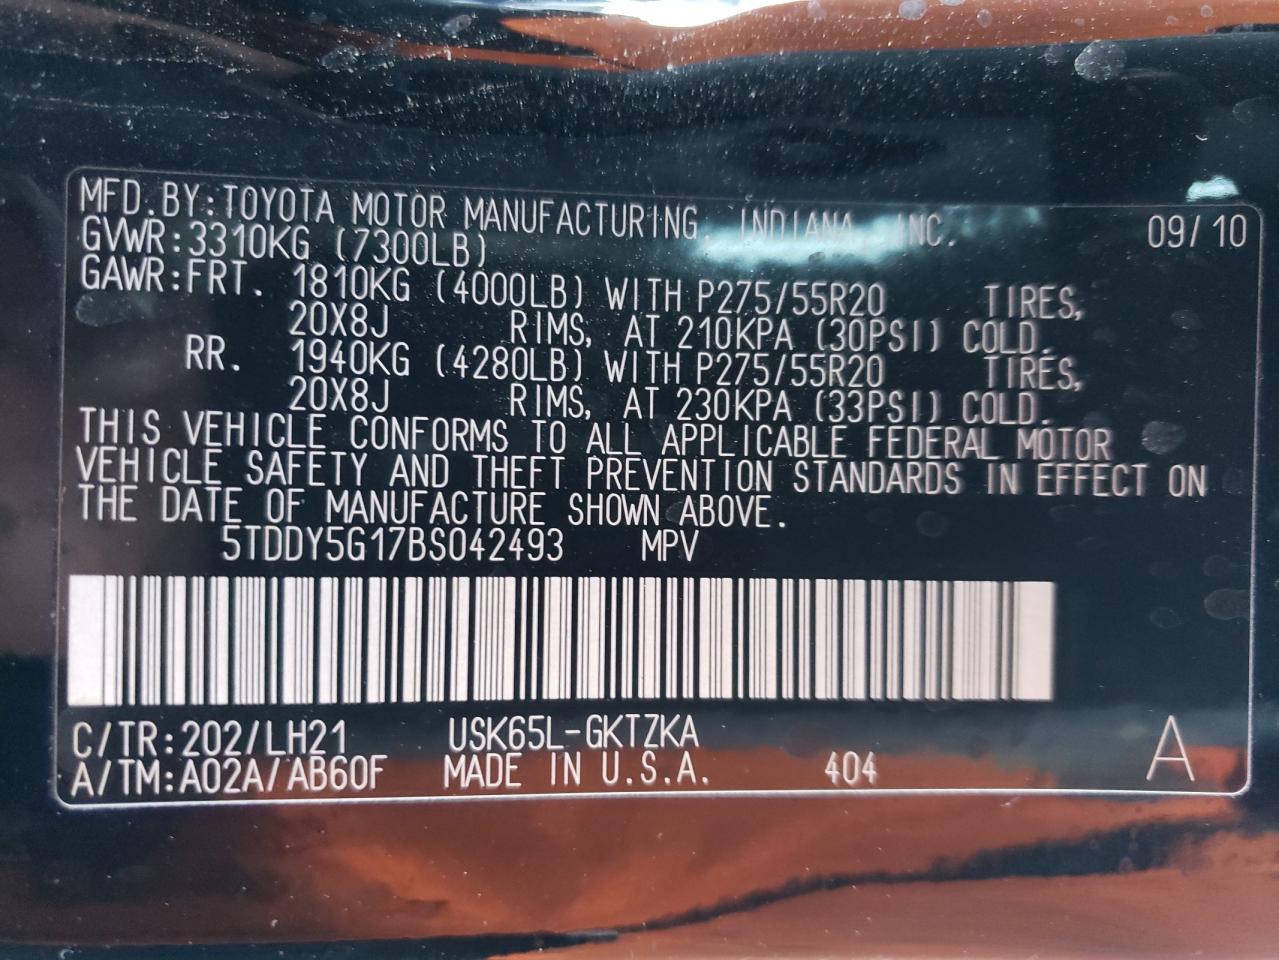 MFD.BY:TOYOTA MOTOR MANUFACTURING, INDIANA, INC. 09/10
GVWR:3310KG (7300LB)
GAWR:FRT. 1810KG (4000LB) WITH P275/55R20 TIRES,
20X8J RIMS, AT 210KPA (30PSI) COLD.
RR. 1940KG (4280LB) WITH P275/55R20 TIRES,
20X8J RIMS, AT 230KPA (33PSI) COLD.
THIS VEHICLE CONFORMS TO ALL APPLICABLE FEDERAL MOTOR
VEHICLE SAFETY AND THEFT PREVENTION STANDARDS IN EFFECT ON
THE DATE OF MANUFACTURE SHOWN ABOVE.
5TDDY5G17BS042493 MPV
C/TR:202/LH21 USK65L-GKTZKA A
A/TM:A02A/AB60F MADE IN U.S.A. 404